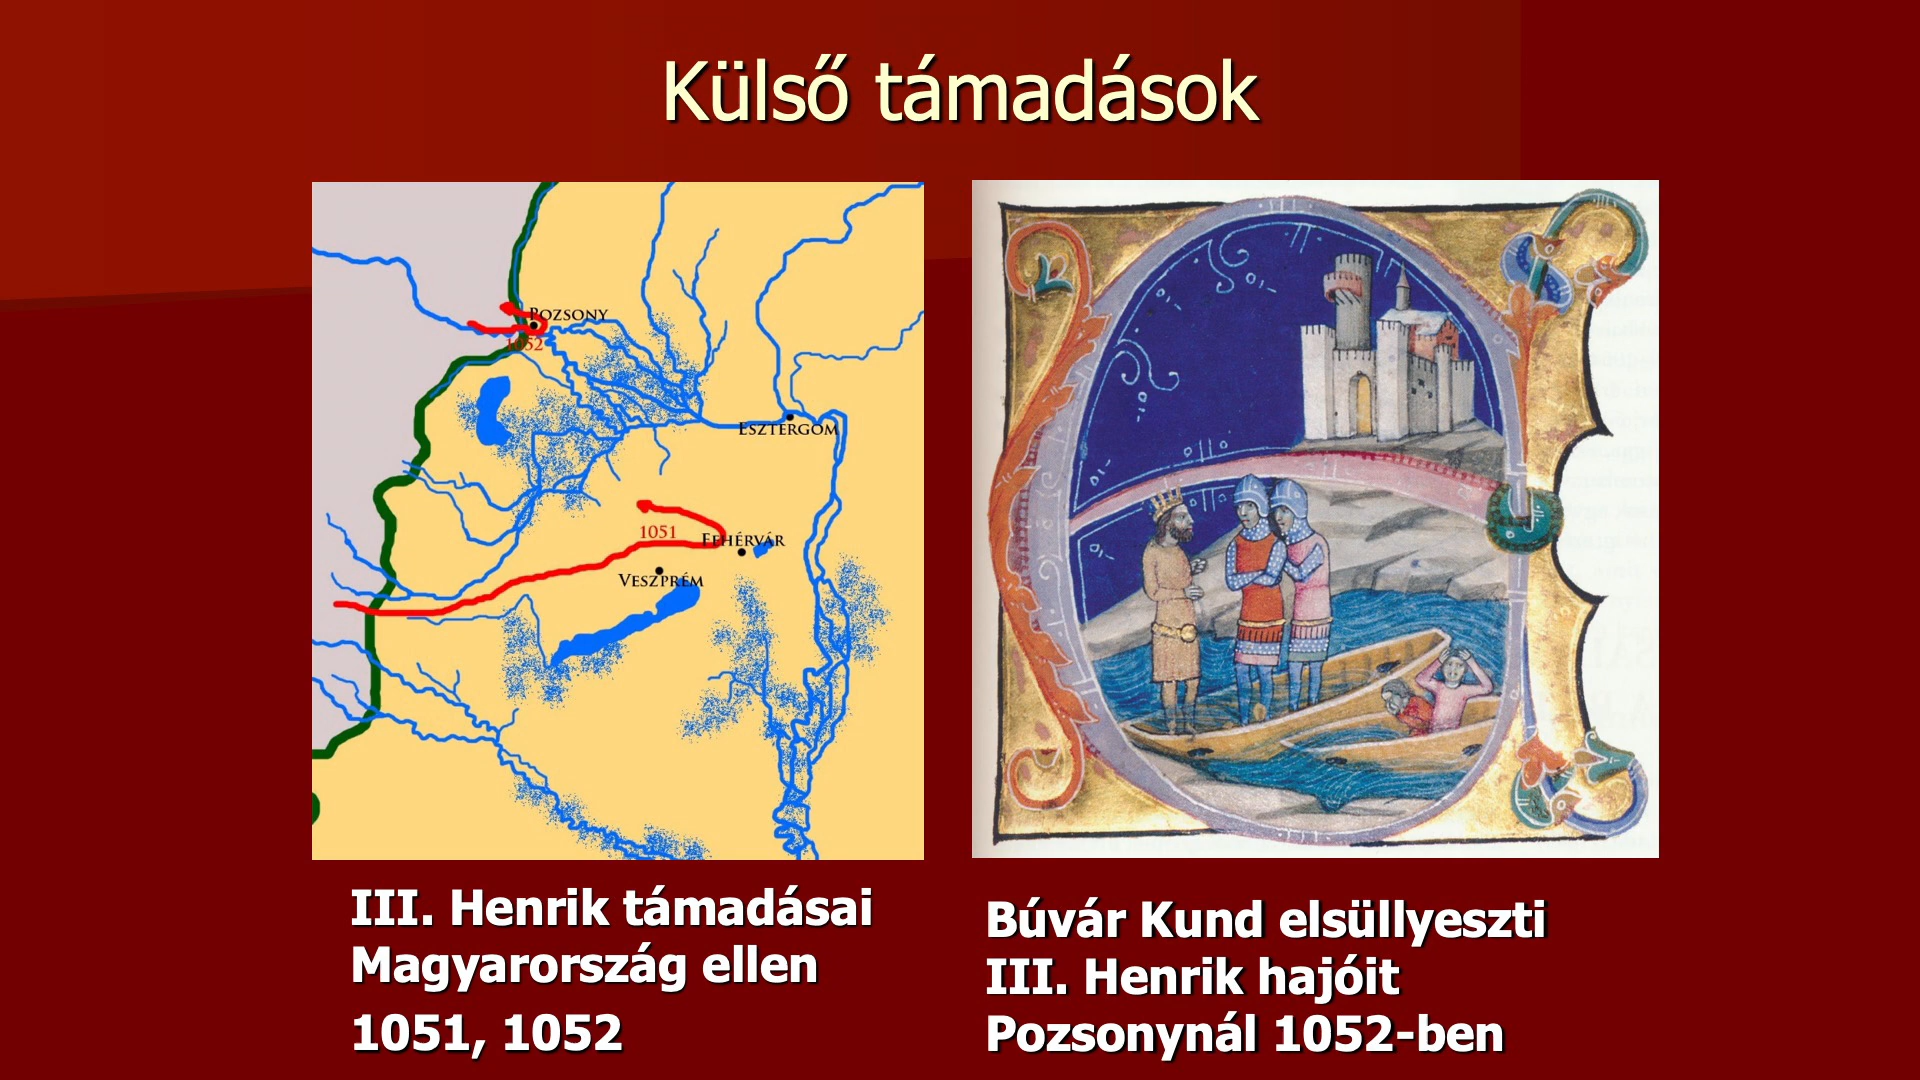 Külső támadások
POZSONY
1052
ESZTERGOM
1051
FEHÉRVÁR
VESZPRÉM
III. Henrik támadásai
Magyarország ellen
1051, 1052
Búvár Kund elsüllyeszti
III. Henrik hajóit
Pozsonynál 1052-ben